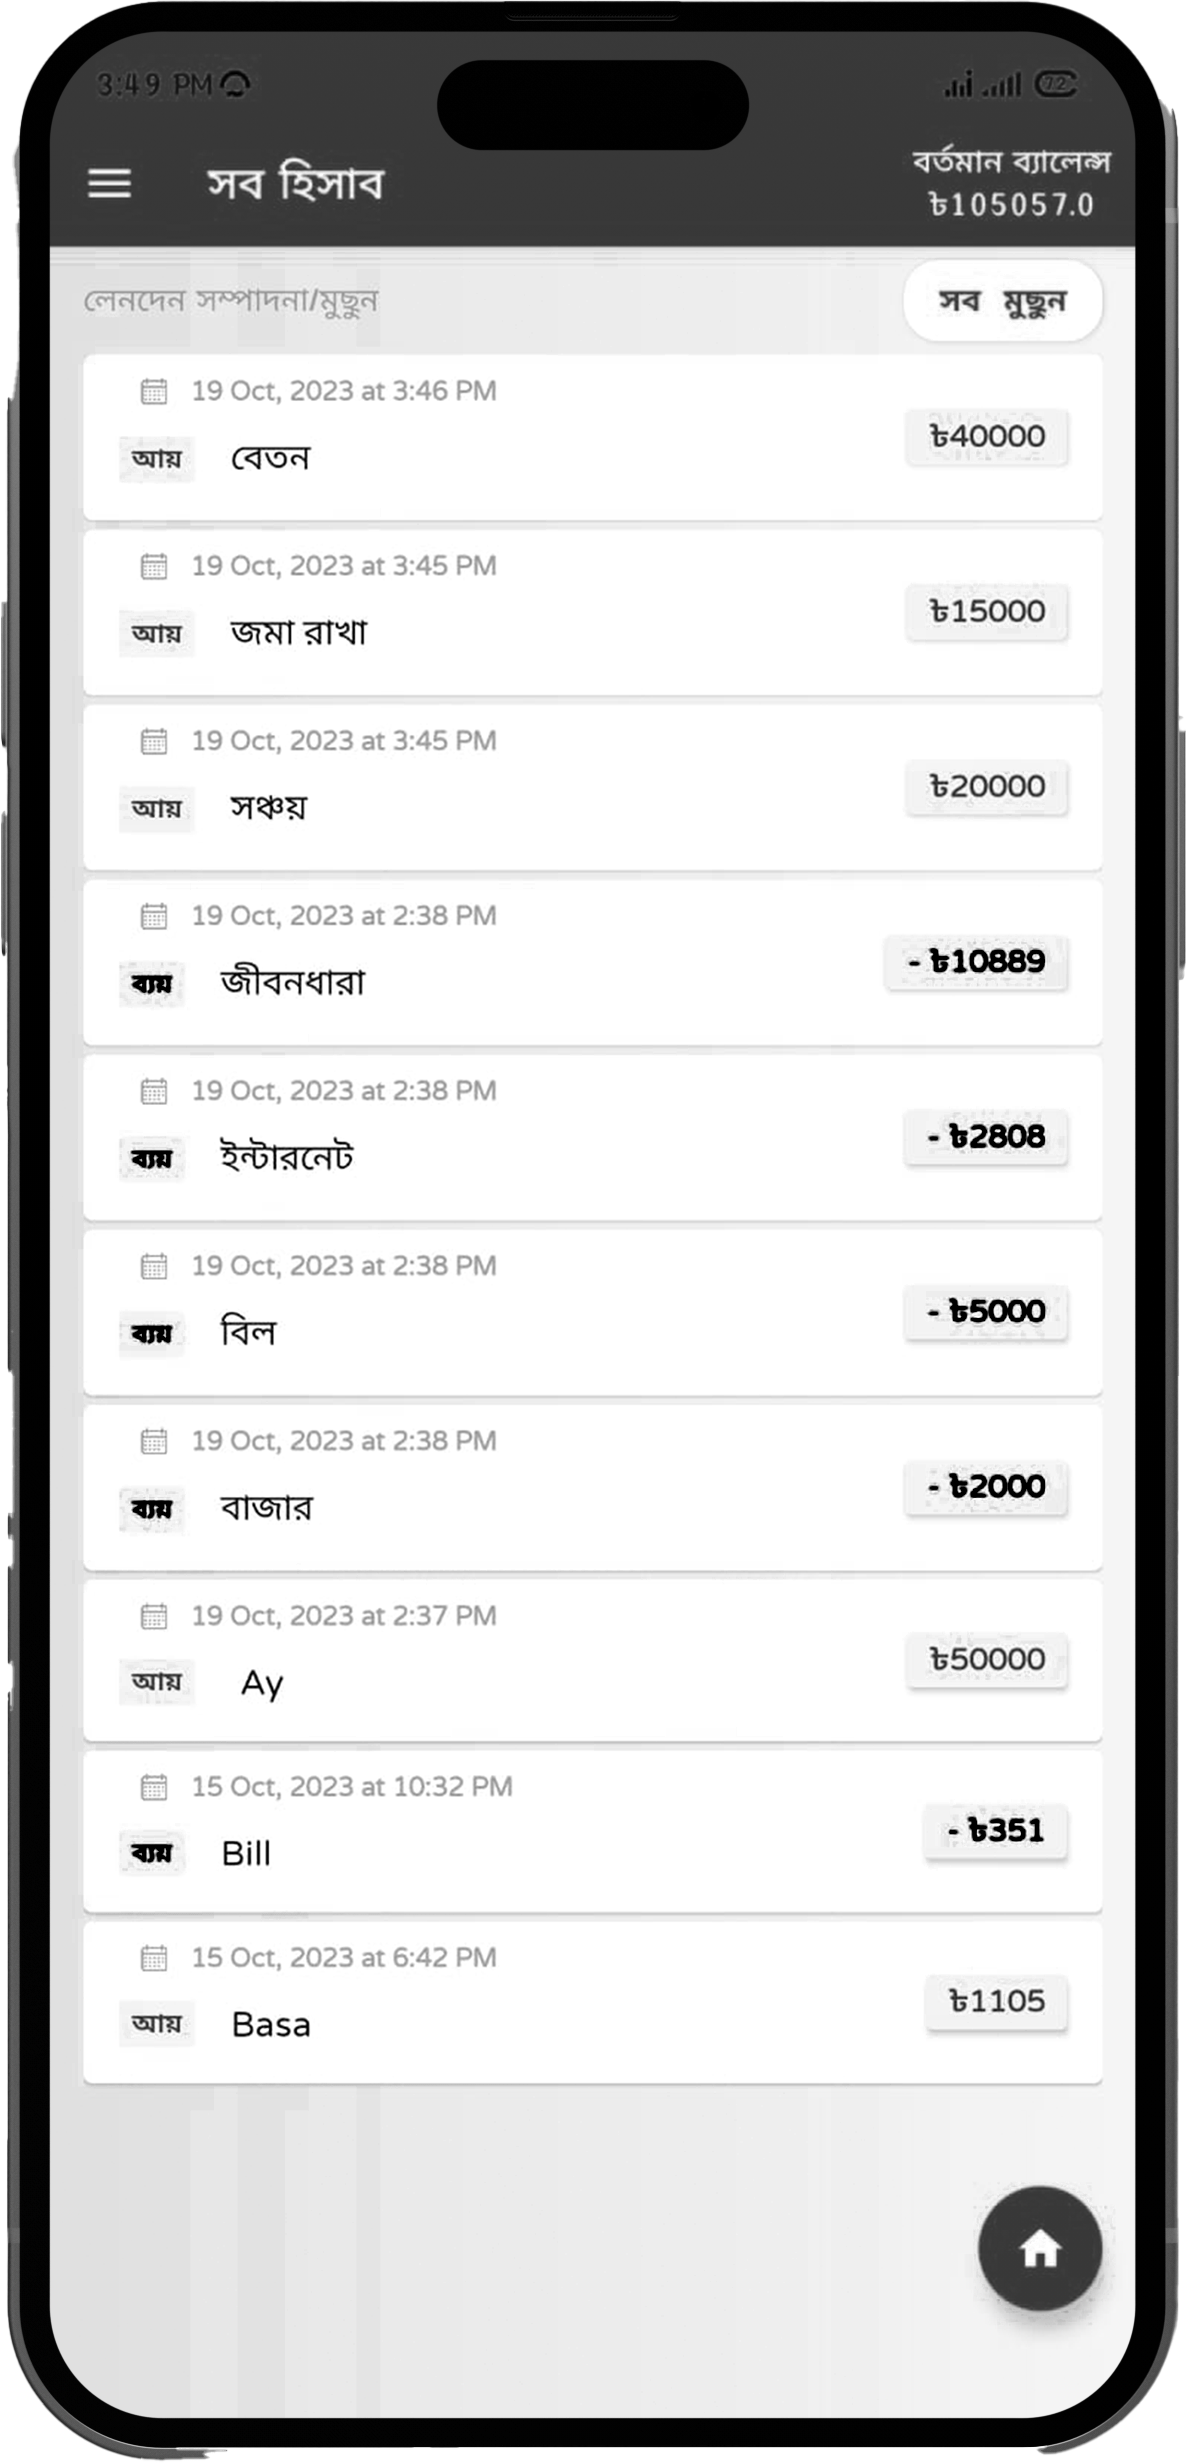 3:49 PM
72
সব হিসাব
বর্তমান ব্যালেন্স
৳105057.0
লেনদেন সম্পাদনা/মুছুন
সব মুছুন
19 Oct, 2023 at 3:46 PM
৳40000
আয় বেতন
19 Oct, 2023 at 3:45 PM
৳15000
আয় জমা রাখা
19 Oct, 2023 at 3:45 PM
৳20000
আয় সঞ্চয়
19 Oct, 2023 at 2:38 PM
- ৳10889
ব্যয় জীবনধারা
19 Oct, 2023 at 2:38 PM
- ৳2808
ব্যয় ইন্টারনেট
19 Oct, 2023 at 2:38 PM
- ৳5000
ব্যয় বিল
19 Oct, 2023 at 2:38 PM
- ৳2000
ব্যয় বাজার
19 Oct, 2023 at 2:37 PM
৳50000
আয় Ay
15 Oct, 2023 at 10:32 PM
- ৳351
ব্যয় Bill
15 Oct, 2023 at 6:42 PM
৳1105
আয় Basa